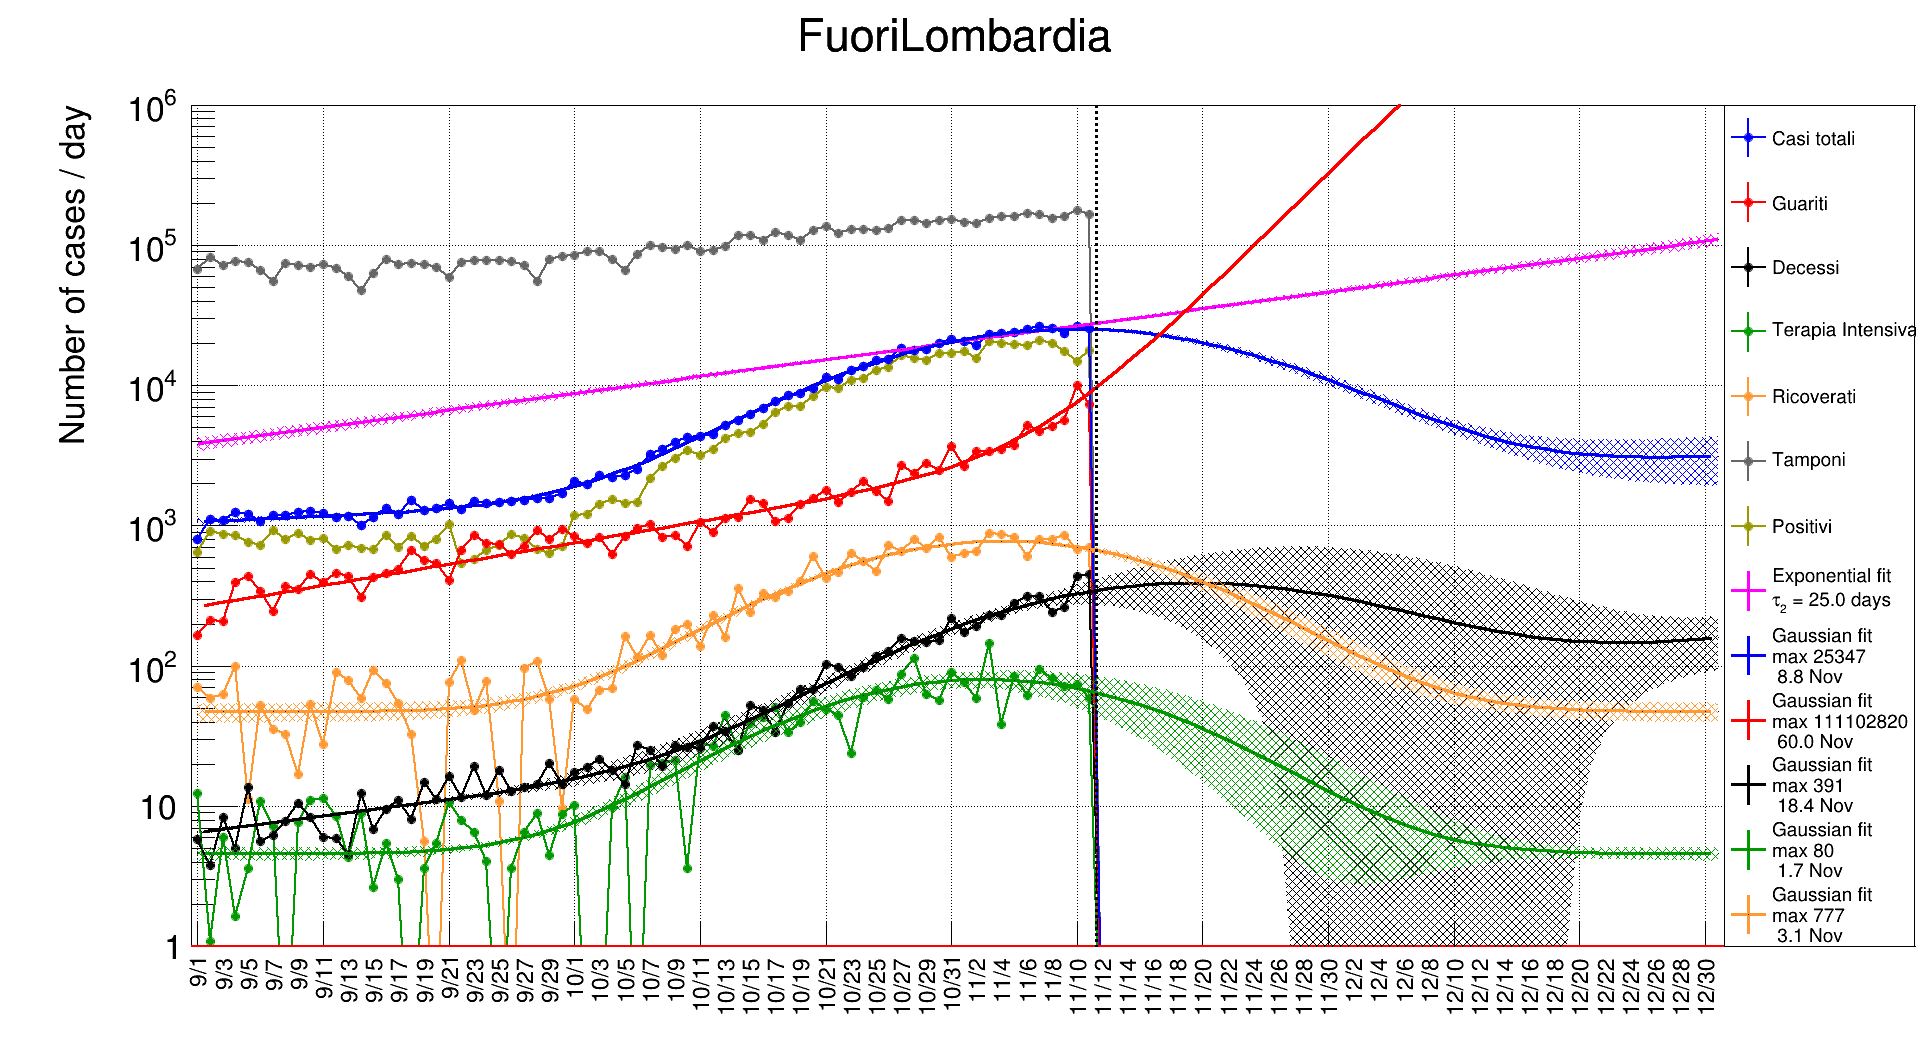 FuoriLombardia
Number of cases / day
10^6
10^5
10^4
10^3
10^2
10
1
9/1
9/3
9/5
9/7
9/9
9/11
9/13
9/15
9/17
9/19
9/21
9/23
9/25
9/27
9/29
10/1
10/3
10/5
10/7
10/9
10/11
10/13
10/15
10/17
10/19
10/21
10/23
10/25
10/27
10/29
10/31
11/2
11/4
11/6
11/8
11/10
11/12
11/14
11/16
11/18
11/20
11/22
11/24
11/26
11/28
11/30
12/2
12/4
12/6
12/8
12/10
12/12
12/14
12/16
12/18
12/20
12/22
12/24
12/26
12/28
12/30
Casi totali
Guariti
Decessi
Terapia Intensiva
Ricoverati
Tamponi
Positivi
Exponential fit
τ₂ = 25.0 days
Gaussian fit
max 25347
8.8 Nov
Gaussian fit
max 111102820
60.0 Nov
Gaussian fit
max 391
18.4 Nov
Gaussian fit
max 80
1.7 Nov
Gaussian fit
max 777
3.1 Nov